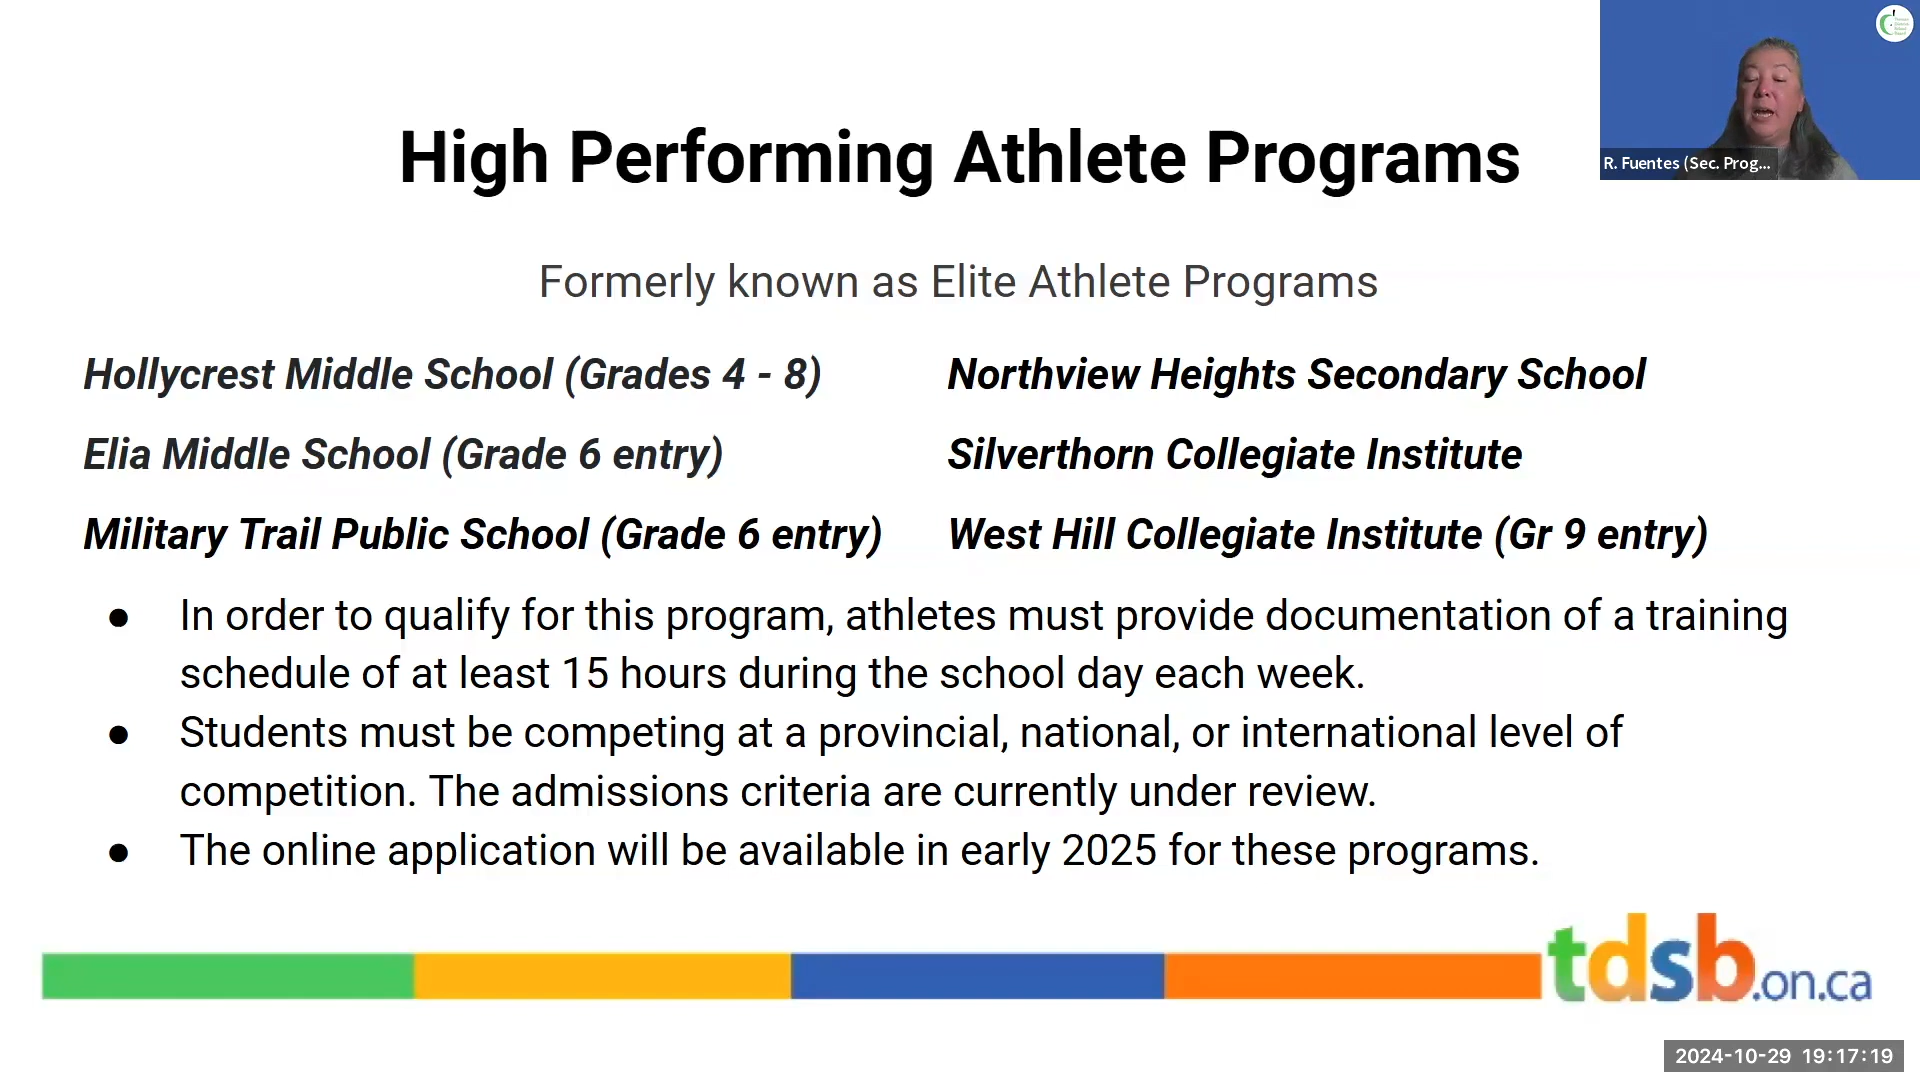 High Performing Athlete Programs
R. Fuentes (Sec. Prog...
Formerly known as Elite Athlete Programs
Hollycrest Middle School (Grades 4 - 8)
Elia Middle School (Grade 6 entry)
Military Trail Public School (Grade 6 entry)
Northview Heights Secondary School
Silverthorn Collegiate Institute
West Hill Collegiate Institute (Gr 9 entry)
● In order to qualify for this program, athletes must provide documentation of a training
schedule of at least 15 hours during the school day each week.
● Students must be competing at a provincial, national, or international level of
competition. The admissions criteria are currently under review.
● The online application will be available in early 2025 for these programs.
tdsb.on.ca
2024-10-29 19:17:19